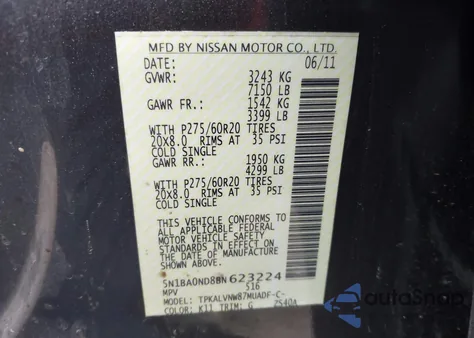 MFD BY NISSAN MOTOR CO., LTD.
DATE: 06/11
GVWR: 3243 KG
7150 LB
GAWR FR.: 1542 KG
3399 LB
WITH P275/60R20 TIRES
20X8.0 RIMS AT 35 PSI
COLD SINGLE
GAWR RR.: 1950 KG
4299 LB
WITH P275/60R20 TIRES
20X8.0 RIMS AT 35 PSI
COLD SINGLE
THIS VEHICLE CONFORMS TO
ALL APPLICABLE FEDERAL
MOTOR VEHICLE SAFETY
STANDARDS IN EFFECT ON THE
DATE OF MANUFACTURE SHOWN
ABOVE.
5N1BA0ND8BN623224
MPV 516
MODEL: TPKALVNW87MUADF-C-
COLOR: K11 TRIM: G 2S40A
autoSnap